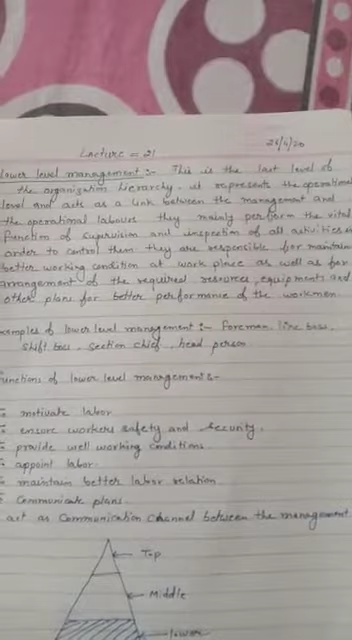 Lecture = 21
26/4/20
lower level management :- This is the last level of
the organization hierarchy. it represents the operational
level and acts as a link between the management and
the operational labours they mainly perform the vital
function of supervision and inspection of all activities in
order to control them they are responsible for maintain
better working condition at work place as well as for
arrangement of the required resources, equipments and
other plans for better performance of the workmen.
examples of lower level management :- Foreman, line boss,
shift boss, section chief, head person
functions of lower level management :-
motivate labor
ensure workers safety and security.
provide well working conditions
appoint labor.
maintain better labor relation
Communicate plans.
act as Communication channel between the management
Top
Middle
lower